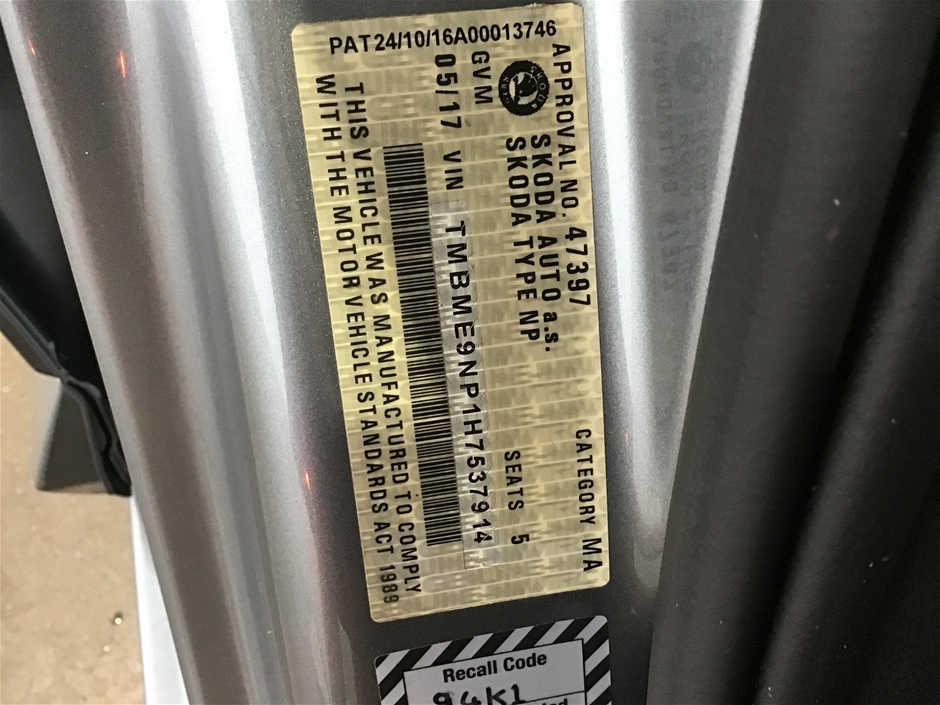 PAT24/10/16A00013746
APPROVAL NO. 47397 CATEGORY MA
SKODA AUTO a.s.
SKODA TYPE NP SEATS 5
GVM
05/17 VIN TMBME9NP1H7537914
THIS VEHICLE WAS MANUFACTURED TO COMPLY
WITH THE MOTOR VEHICLE STANDARDS ACT 1989
Recall Code
94K1